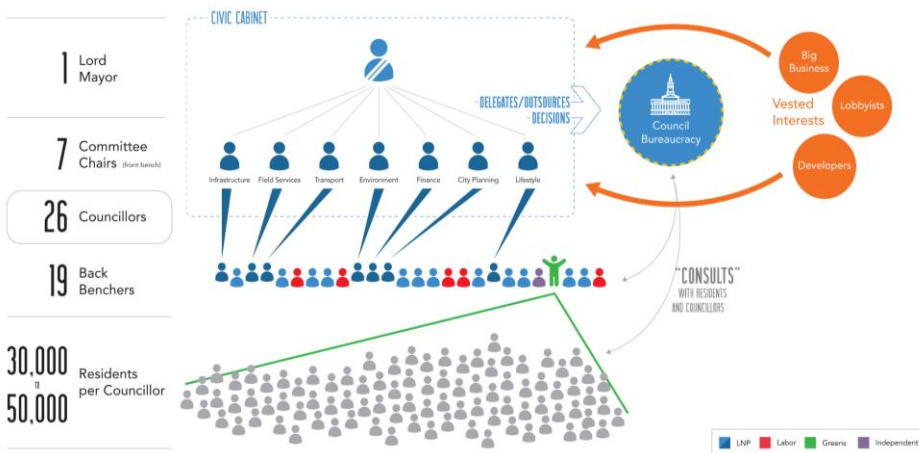 CIVIC CABINET
1 Lord
Mayor
7 Committee
Chairs (front bench)
26 Councillors
19 Back
Benchers
30,000
TO
50,000
Residents
per Councillor
Infrastructure
Field Services
Transport
Environment
Finance
City Planning
Lifestyle
DELEGATES/OUTSOURCES
DECISIONS
Council
Bureaucracy
Big
Business
Vested
Interests
Lobbyists
Developers
"CONSULTS"
WITH RESIDENTS
AND COUNCILLORS
LNP
Labor
Greens
Independent